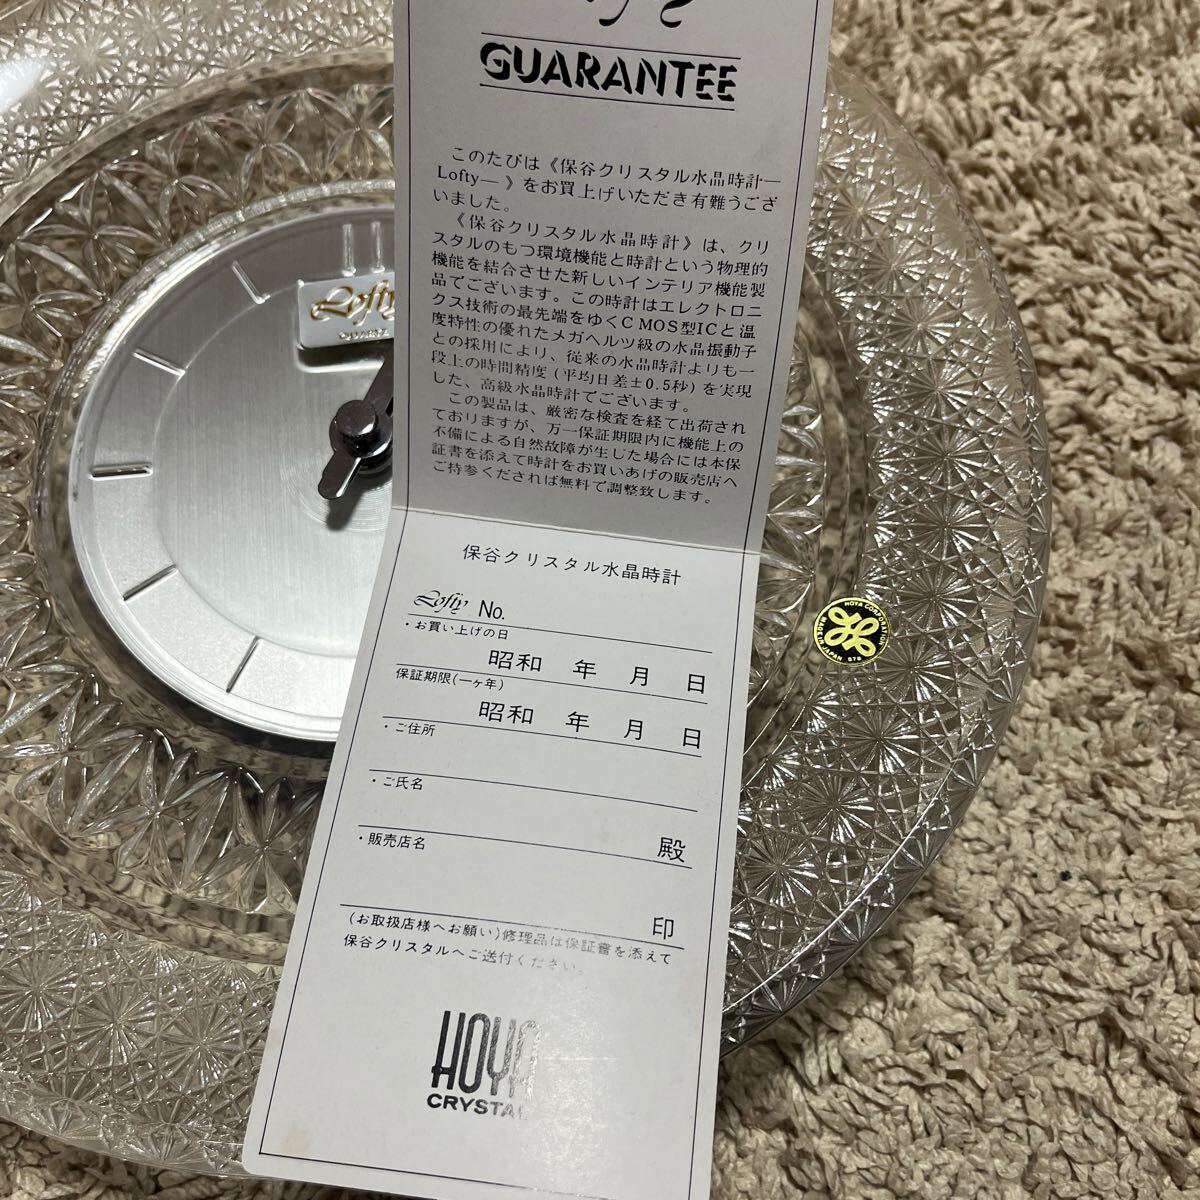 Lofty
GUARANTEE
このたびは《保谷クリスタル水晶時計―
Lofty― 》をお買上げいただき有難うござ
いました。
《保谷クリスタル水晶時計》は、クリ
スタルのもつ環境機能と時計という物理的
機能を結合させた新しいインテリア機能製
品でございます。この時計はエレクトロニ
クス技術の最先端をゆくCMOS型ICと温
度特性の優れたメガヘルツ級の水晶振動子
との採用により、従来の水晶時計よりも一
段上の時間精度(平均日差±0.5秒)を実現
した、高級水晶時計でございます。
この製品は、厳密な検査を経て出荷され
ておりますが、万一保証期限内に機能上の
不備による自然故障が生じた場合には本保
証書を添えて時計をお買いあげの販売店へ
ご持参くだされば無料で調整致します。
保谷クリスタル水晶時計
Lofty No.
・お買い上げの日
昭和 年 月 日
保証期限(一ヶ年)
昭和 年 月 日
・ご住所
・ご氏名
殿
・販売店名
印
(お取扱店様へお願い)修理品は保証書を添えて
保谷クリスタルへご送付ください。
HOYA
CRYSTAL
Lofty
QUARTZ
HOYA CORPORATION
MADE IN JAPAN 576